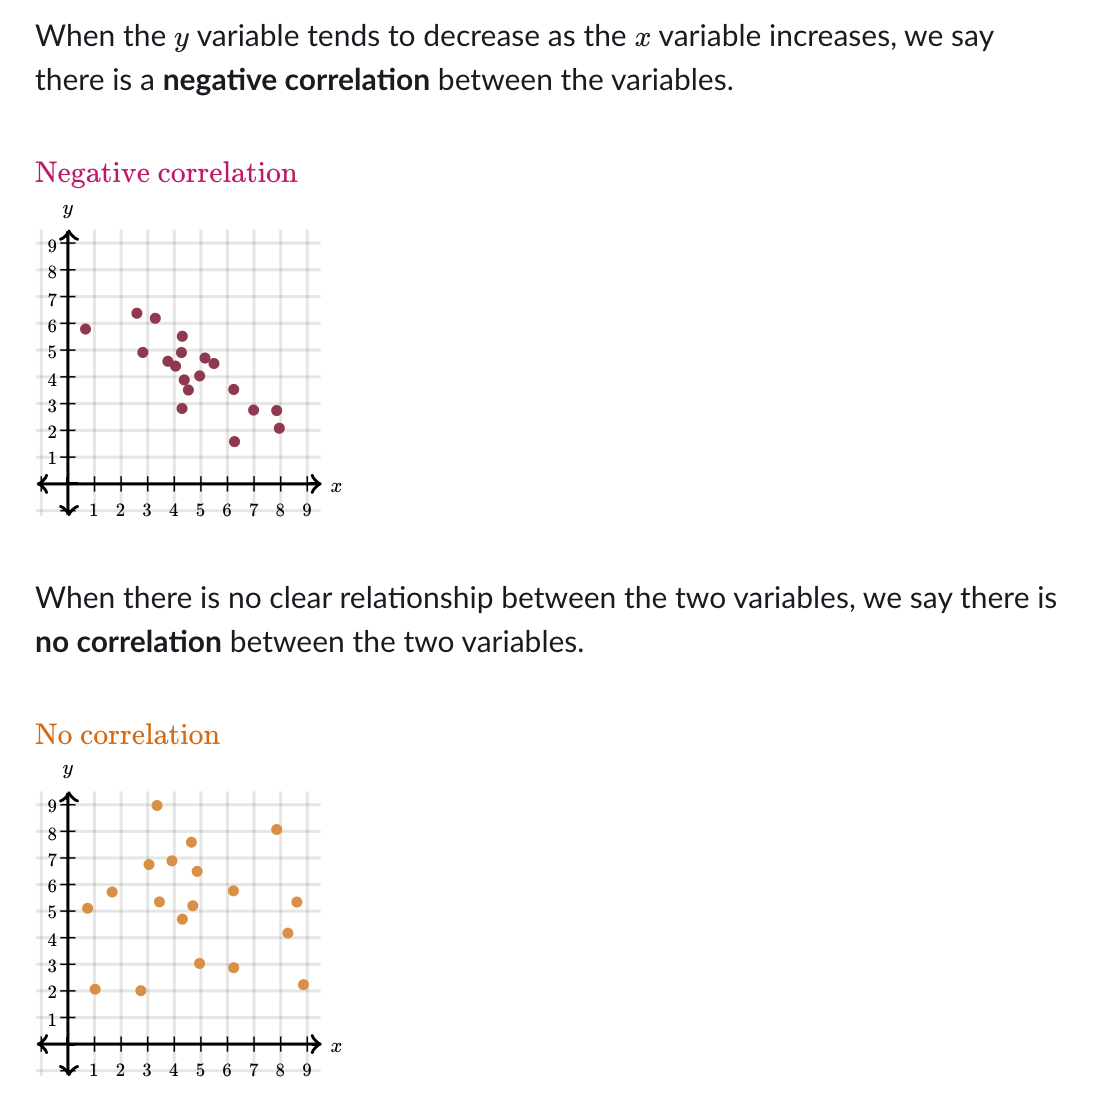 When the y variable tends to decrease as the x variable increases, we say
there is a negative correlation between the variables.
Negative correlation
y
9
8
7
6
5
4
3
2
1
x
1 2 3 4 5 6 7 8 9
When there is no clear relationship between the two variables, we say there is
no correlation between the two variables.
No correlation
y
9
8
7
6
5
4
3
2
1
x
1 2 3 4 5 6 7 8 9